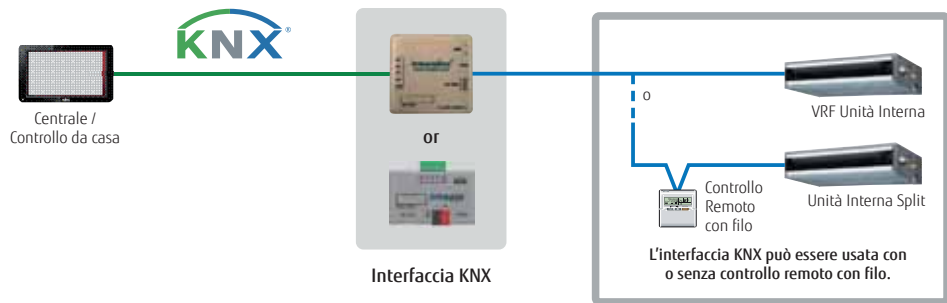 KNX®
Centrale /
Controllo da casa
or
Interfaccia KNX
o
VRF Unità Interna
Controllo
Remoto
con filo
Unità Interna Split
L'interfaccia KNX può essere usata con
o senza controllo remoto con filo.